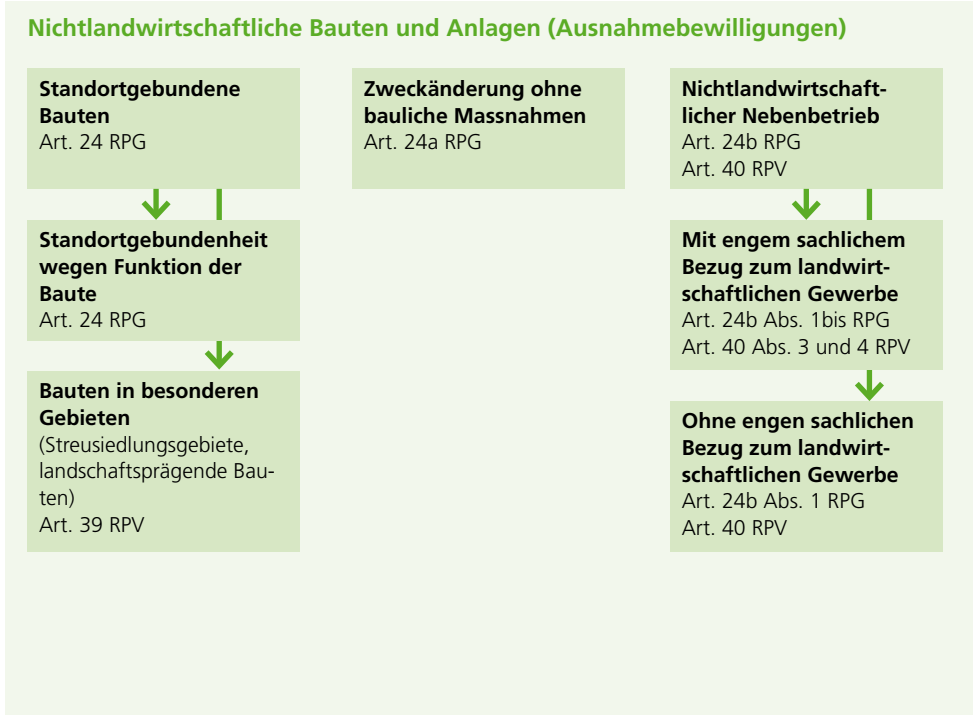 Nichtlandwirtschaftliche Bauten und Anlagen (Ausnahmebewilligungen)
Standortgebundene
Bauten
Art. 24 RPG
Standortgebundenheit
wegen Funktion der
Baute
Art. 24 RPG
Bauten in besonderen
Gebieten
(Streusiedlungsgebiete,
landschaftsprägende Bau-
ten)
Art. 39 RPV
Zweckänderung ohne
bauliche Massnahmen
Art. 24a RPG
Nichtlandwirtschaft-
licher Nebenbetrieb
Art. 24b RPG
Art. 40 RPV
Mit engem sachlichem
Bezug zum landwirt-
schaftlichen Gewerbe
Art. 24b Abs. 1bis RPG
Art. 40 Abs. 3 und 4 RPV
Ohne engen sachlichen
Bezug zum landwirt-
schaftlichen Gewerbe
Art. 24b Abs. 1 RPG
Art. 40 RPV